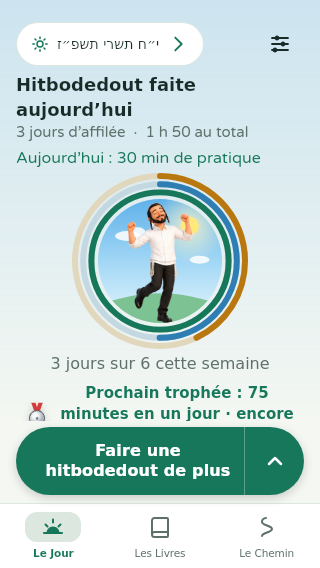 י״ח תשרי תשפ״ז
Hitbodedout faite
aujourd’hui
3 jours d’affilée · 1 h 50 au total
Aujourd’hui : 30 min de pratique
3 jours sur 6 cette semaine
Prochain trophée : 75
minutes en un jour · encore
Faire une
hitbodedout de plus
Le Jour
Les Livres
Le Chemin